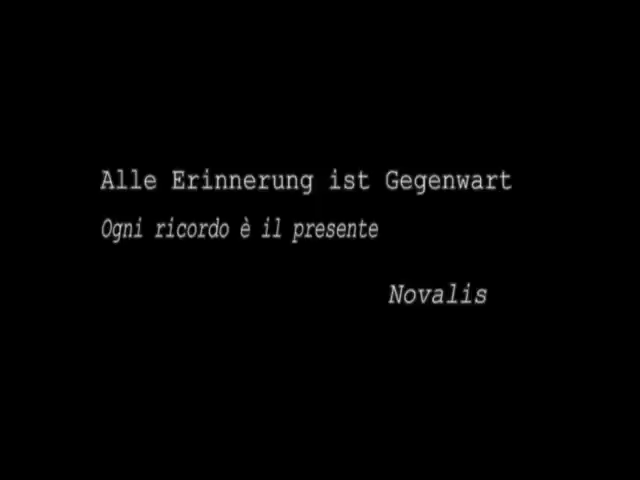 Alle Erinnerung ist Gegenwart
Ogni ricordo è il presente
Novalis